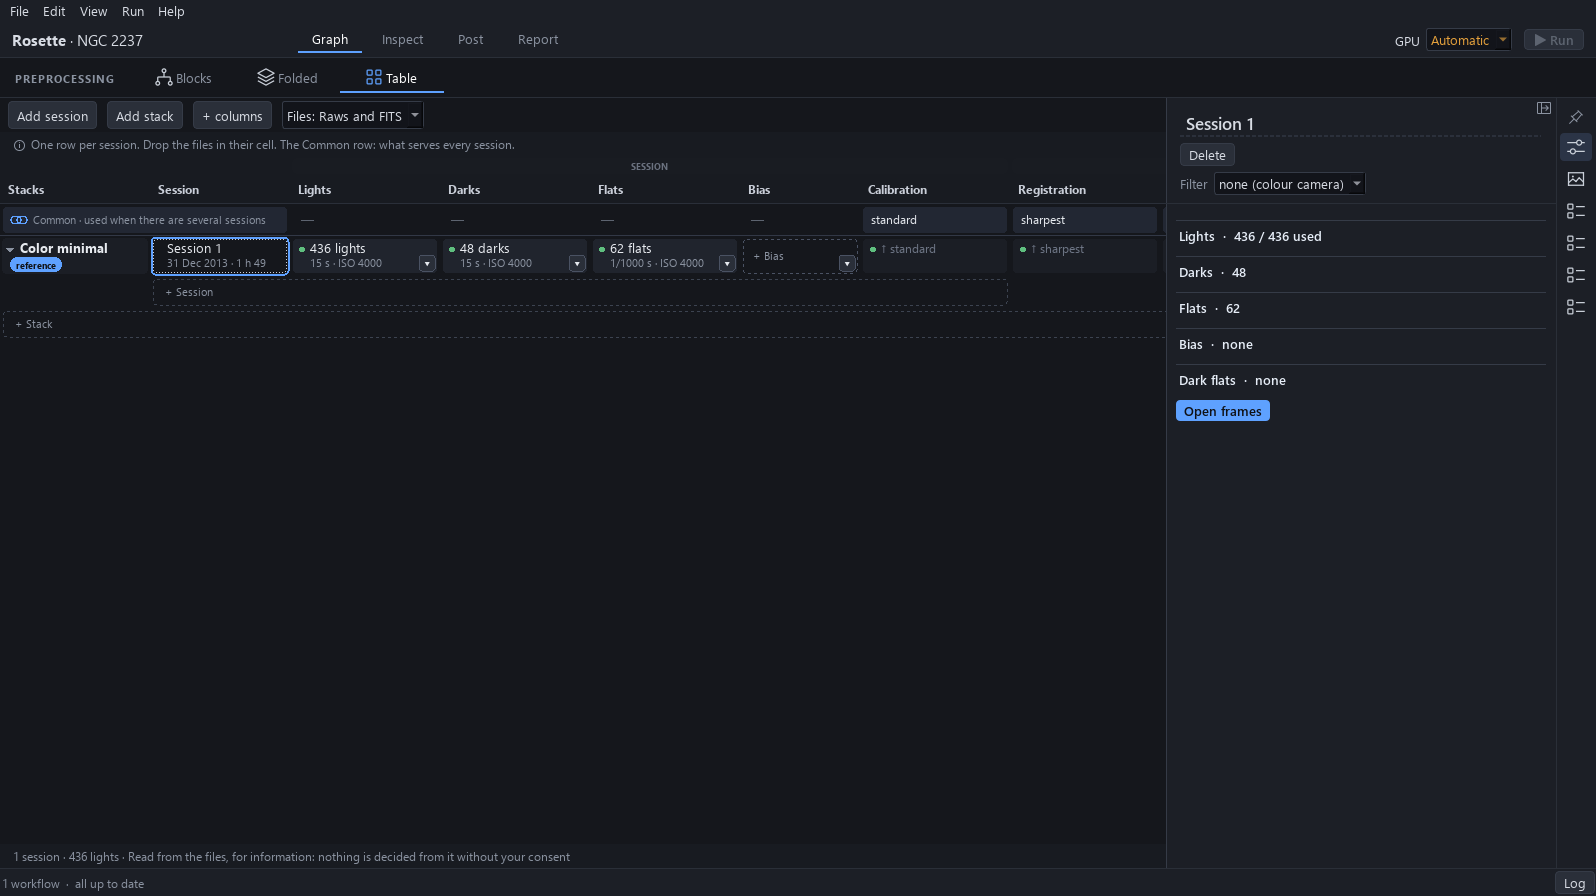 File Edit View Run Help
Rosette · NGC 2237
Graph Inspect Post Report
GPU Automatic Run
PREPROCESSING Blocks Folded Table
Add session Add stack + columns Files: Raws and FITS
One row per session. Drop the files in their cell. The Common row: what serves every session.
SESSION
Stacks Session Lights Darks Flats Bias Calibration Registration
Common · used when there are several sessions — — — — standard sharpest
Color minimal Session 1 436 lights 48 darks 62 flats + Bias ↑ standard ↑ sharpest
reference 31 Dec 2013 · 1 h 49 15 s · ISO 4000 15 s · ISO 4000 1/1000 s · ISO 4000
+ Session
+ Stack
Session 1
Delete
Filter none (colour camera)
Lights · 436 / 436 used
Darks · 48
Flats · 62
Bias · none
Dark flats · none
Open frames
1 session · 436 lights · Read from the files, for information: nothing is decided from it without your consent
1 workflow · all up to date
Log